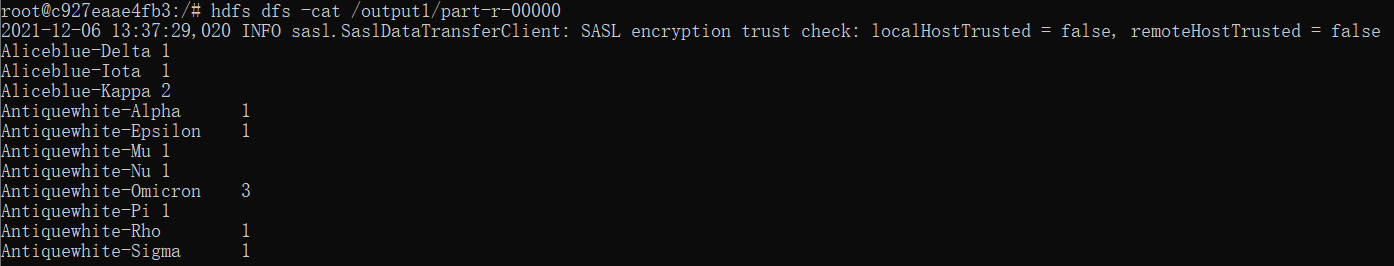 root@c927eaae4fb3:/# hdfs dfs -cat /output1/part-r-00000
2021-12-06 13:37:29,020 INFO sasl.SaslDataTransferClient: SASL encryption trust check: localHostTrusted = false, remoteHostTrusted = false
Aliceblue-Delta 1
Aliceblue-Iota  1
Aliceblue-Kappa 2
Antiquewhite-Alpha      1
Antiquewhite-Epsilon    1
Antiquewhite-Mu 1
Antiquewhite-Nu 1
Antiquewhite-Omicron    3
Antiquewhite-Pi 1
Antiquewhite-Rho        1
Antiquewhite-Sigma      1